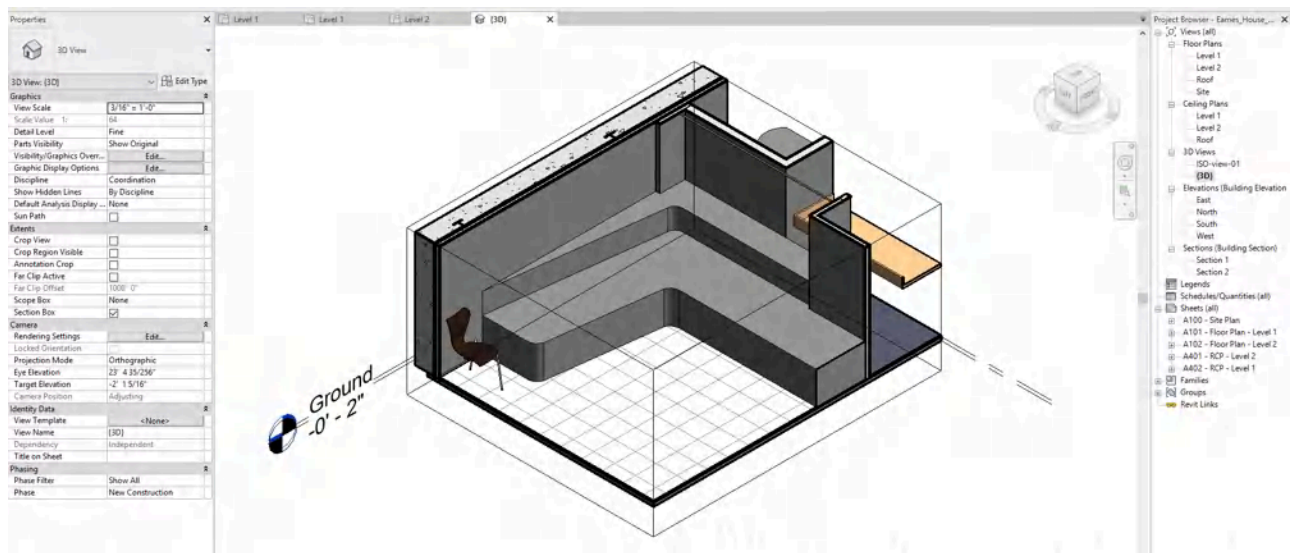 Properties
3D View
3D View: {3D}
Edit Type
Graphics
View Scale 3/16" = 1'-0"
Scale Value 1: 64
Detail Level Fine
Parts Visibility Show Original
Visibility/Graphics Overr... Edit...
Graphic Display Options Edit...
Discipline Coordination
Show Hidden Lines By Discipline
Default Analysis Display ... None
Sun Path
Extents
Crop View
Crop Region Visible
Annotation Crop
Far Clip Active
Far Clip Offset 1000' 0"
Scope Box None
Section Box
Camera
Rendering Settings Edit...
Locked Orientation
Projection Mode Orthographic
Eye Elevation 23' 4 35/256"
Target Elevation -2' 1 5/16"
Camera Position Adjusting
Identity Data
View Template <None>
View Name {3D}
Dependency Independent
Title on Sheet
Phasing
Phase Filter Show All
Phase New Construction
Level 1
Level 1
Level 2
{3D}
Ground
-0' - 2"
Project Browser - Eames_House_...
Views (all)
Floor Plans
Level 1
Level 2
Roof
Site
Ceiling Plans
Level 1
Level 2
Roof
3D Views
ISO-view-01
{3D}
Elevations (Building Elevation
East
North
South
West
Sections (Building Section)
Section 1
Section 2
Legends
Schedules/Quantities (all)
Sheets (all)
A100 - Site Plan
A101 - Floor Plan - Level 1
A102 - Floor Plan - Level 2
A401 - RCP - Level 2
A402 - RCP - Level 1
Families
Groups
Revit Links